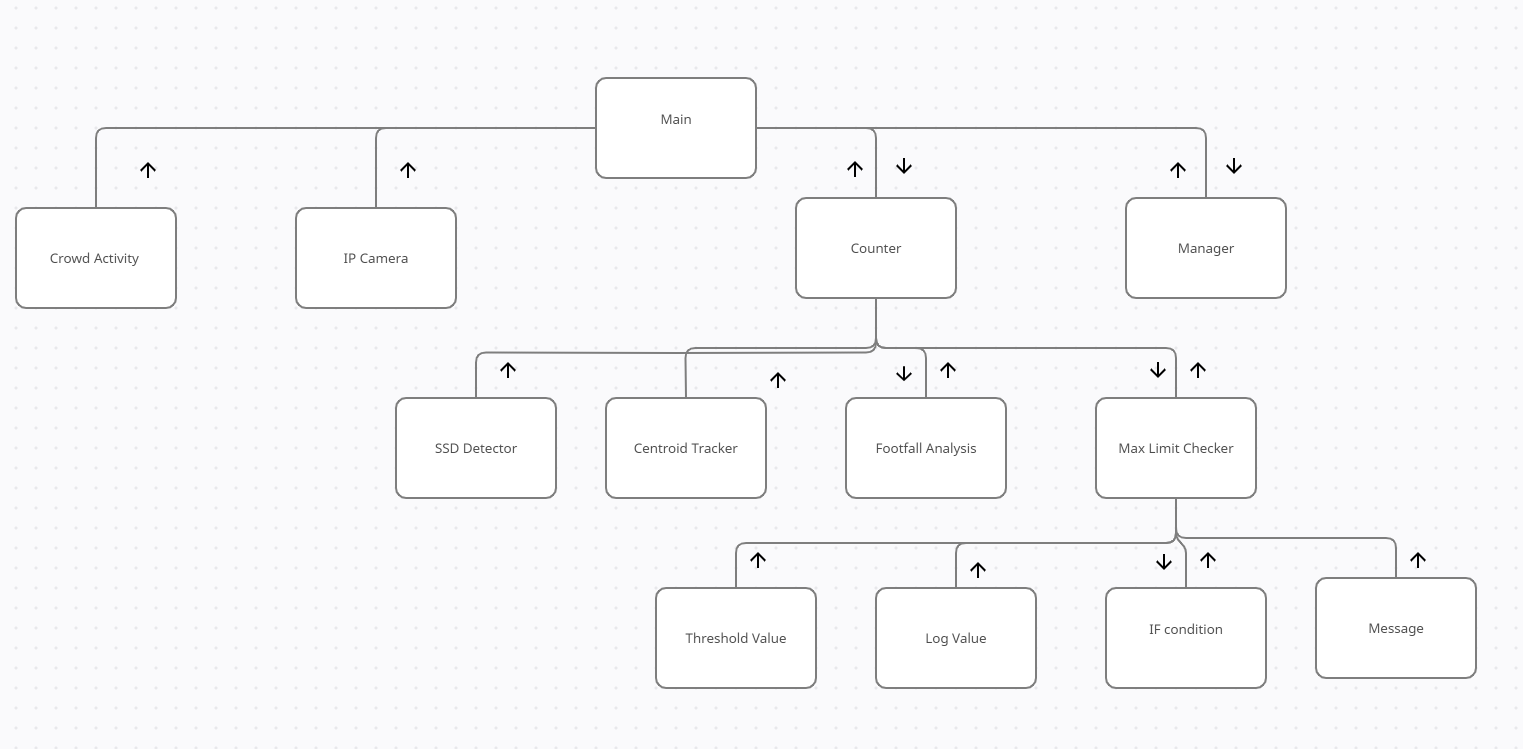 Main
Crowd Activity
IP Camera
Counter
Manager
SSD Detector
Centroid Tracker
Footfall Analysis
Max Limit Checker
Threshold Value
Log Value
IF condition
Message